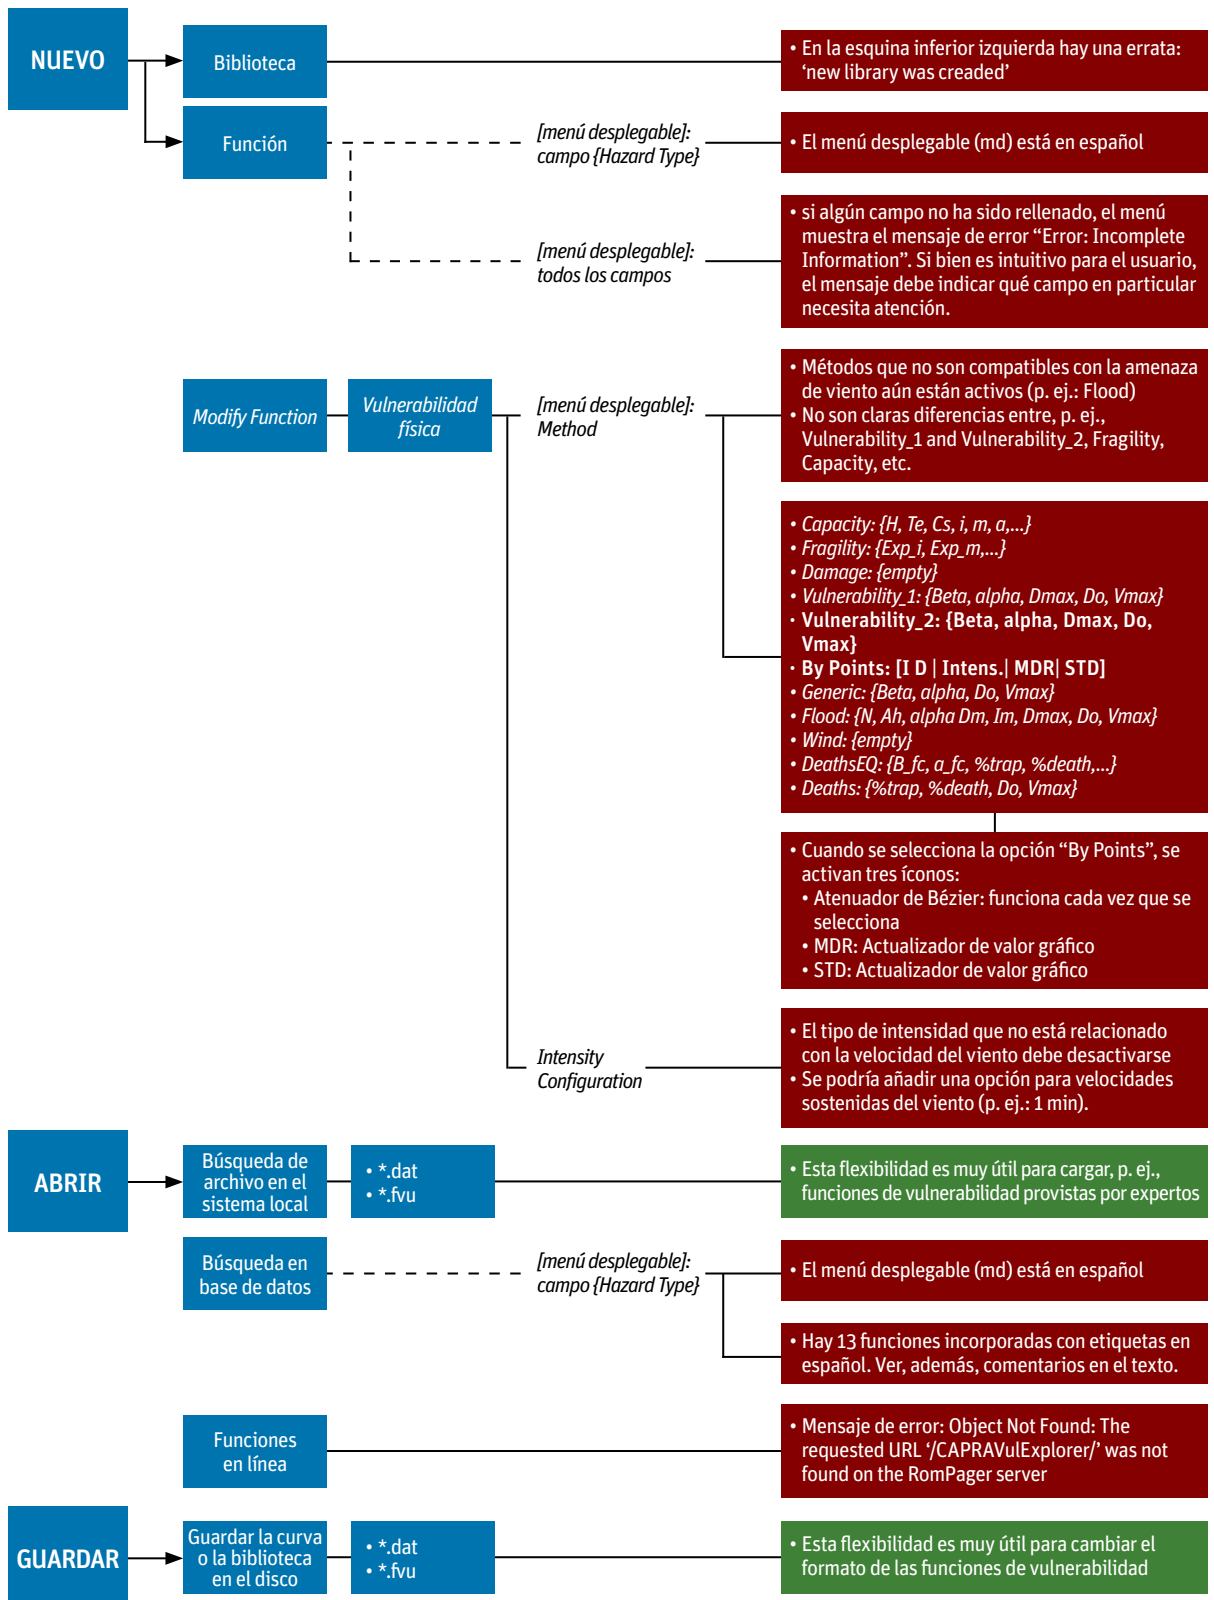 NUEVO
Biblioteca
• En la esquina inferior izquierda hay una errata:
‘new library was creaded’
Función
[menú desplegable]:
campo {Hazard Type}
• El menú desplegable (md) está en español
[menú desplegable]:
todos los campos
• si algún campo no ha sido rellenado, el menú
muestra el mensaje de error “Error: Incomplete
Information”. Si bien es intuitivo para el usuario,
el mensaje debe indicar qué campo en particular
necesita atención.
Modify Function
Vulnerabilidad
física
[menú desplegable]:
Method
• Métodos que no son compatibles con la amenaza
de viento aún están activos (p. ej.: Flood)
• No son claras diferencias entre, p. ej.,
Vulnerability_1 and Vulnerability_2, Fragility,
Capacity, etc.
• Capacity: {H, Te, Cs, i, m, a,...}
• Fragility: {Exp_i, Exp_m,...}
• Damage: {empty}
• Vulnerability_1: {Beta, alpha, Dmax, Do, Vmax}
• Vulnerability_2: {Beta, alpha, Dmax, Do,
Vmax}
• By Points: [I D | Intens.| MDR| STD]
• Generic: {Beta, alpha, Do, Vmax}
• Flood: {N, Ah, alpha Dm, Im, Dmax, Do, Vmax}
• Wind: {empty}
• DeathsEQ: {B_fc, a_fc, %trap, %death,...}
• Deaths: {%trap, %death, Do, Vmax}
• Cuando se selecciona la opción “By Points”, se
activan tres íconos:
• Atenuador de Bézier: funciona cada vez que se
selecciona
• MDR: Actualizador de valor gráfico
• STD: Actualizador de valor gráfico
Intensity
Configuration
• El tipo de intensidad que no está relacionado
con la velocidad del viento debe desactivarse
• Se podría añadir una opción para velocidades
sostenidas del viento (p. ej.: 1 min).
ABRIR
Búsqueda de
archivo en el
sistema local
• *.dat
• *.fvu
• Esta flexibilidad es muy útil para cargar, p. ej.,
funciones de vulnerabilidad provistas por expertos
Búsqueda en
base de datos
[menú desplegable]:
campo {Hazard Type}
• El menú desplegable (md) está en español
• Hay 13 funciones incorporadas con etiquetas en
español. Ver, además, comentarios en el texto.
Funciones
en línea
• Mensaje de error: Object Not Found: The
requested URL ‘/CAPRAVulExplorer/’ was not
found on the RomPager server
GUARDAR
Guardar la curva
o la biblioteca
en el disco
• *.dat
• *.fvu
• Esta flexibilidad es muy útil para cambiar el
formato de las funciones de vulnerabilidad